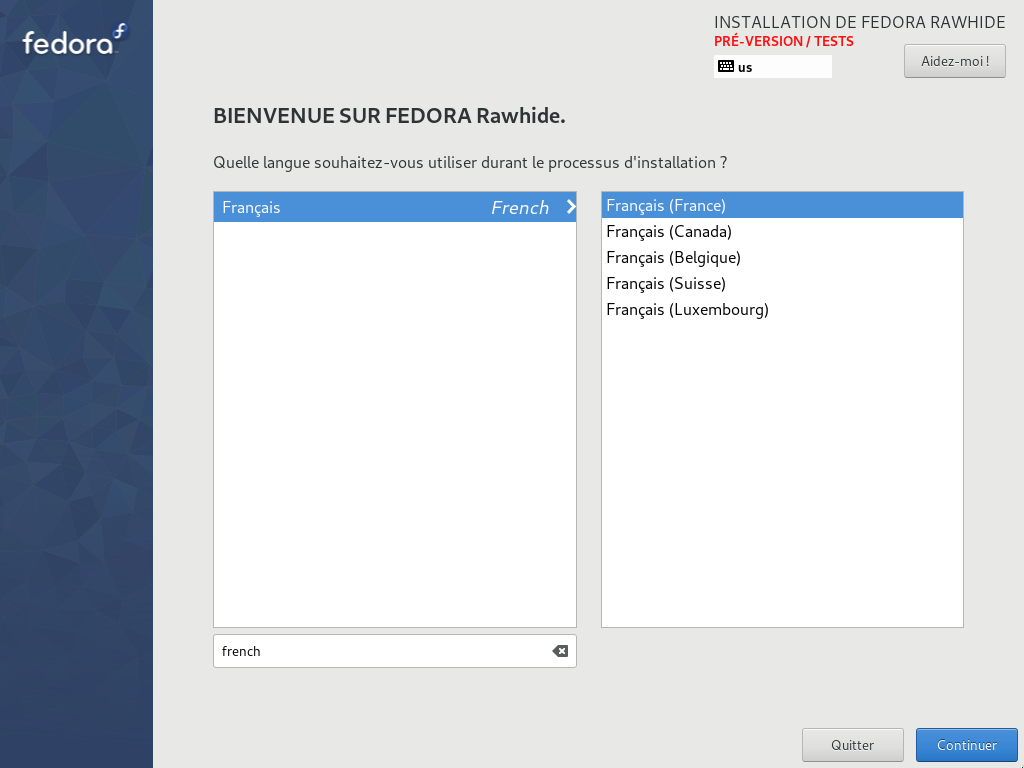 fedora
INSTALLATION DE FEDORA RAWHIDE
PRÉ-VERSION / TESTS
us
Aidez-moi !
BIENVENUE SUR FEDORA Rawhide.
Quelle langue souhaitez-vous utiliser durant le processus d'installation ?
Français French
Français (France)
Français (Canada)
Français (Belgique)
Français (Suisse)
Français (Luxembourg)
french
Quitter
Continuer